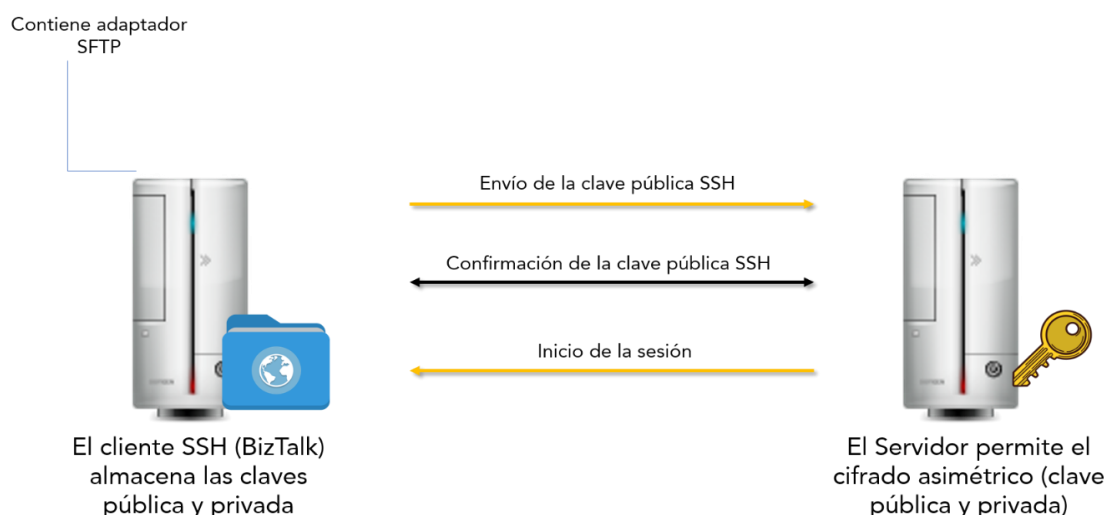 Contiene adaptador
SFTP
Envío de la clave pública SSH
Confirmación de la clave pública SSH
Inicio de la sesión
El cliente SSH (BizTalk)
almacena las claves
pública y privada
El Servidor permite el
cifrado asimétrico (clave
pública y privada)